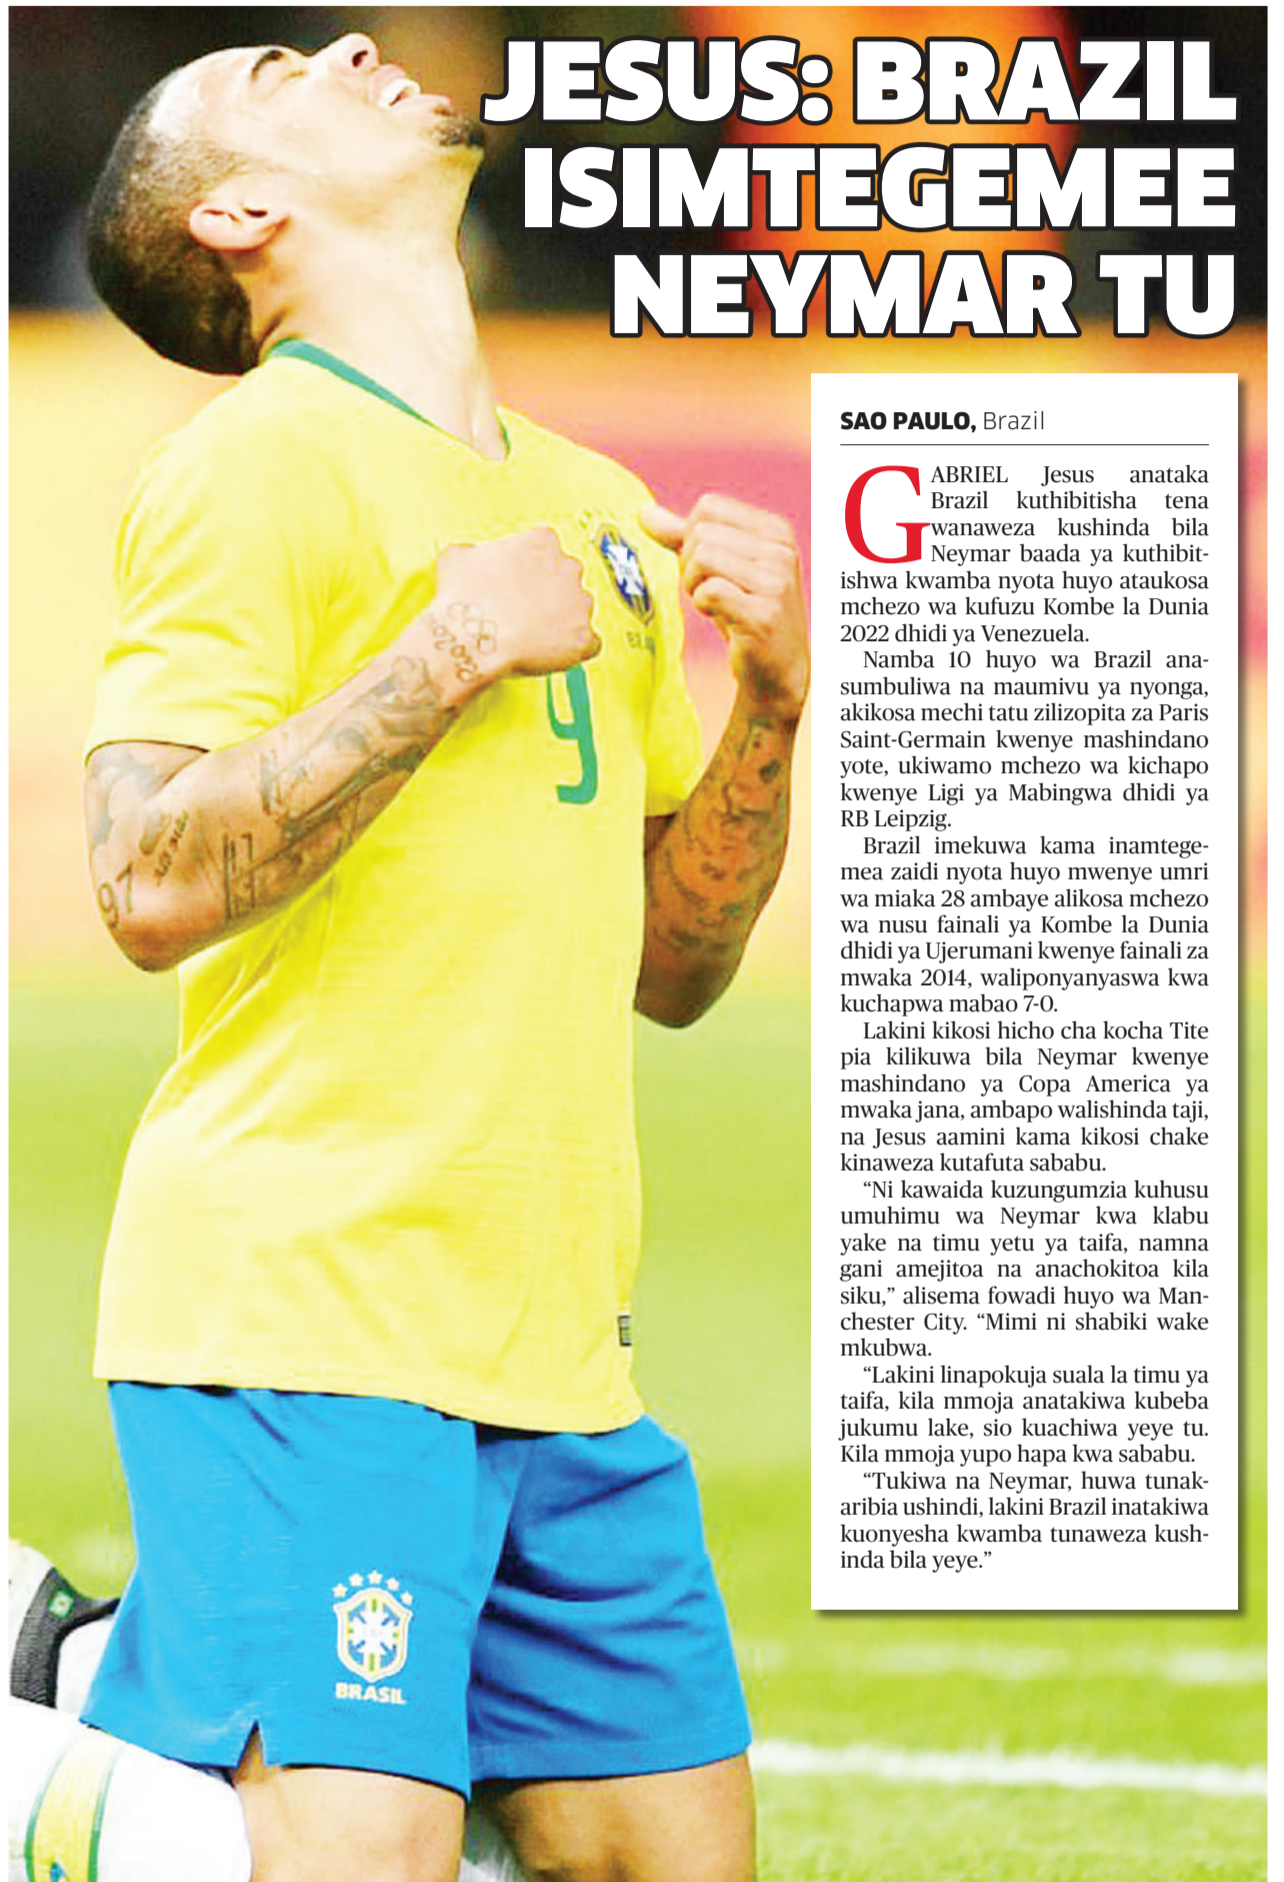 JESUS: BRAZIL
ISIMTEGEMEE
NEYMAR TU
SAO PAULO, Brazil
GABRIEL Jesus anataka
Brazil kuthibitisha tena
wanaweza kushinda bila
Neymar baada ya kuthibit-
ishwa kwamba nyota huyo ataukosa
mchezo wa kufuzu Kombe la Dunia
2022 dhidi ya Venezuela.
Namba 10 huyo wa Brazil ana-
sumbuliwa na maumivu ya nyonga,
akikosa mechi tatu zilizopita za Paris
Saint-Germain kwenye mashindano
yote, ukiwamo mchezo wa kichapo
kwenye Ligi ya Mabingwa dhidi ya
RB Leipzig.
Brazil imekuwa kama inamtege-
mea zaidi nyota huyo mwenye umri
wa miaka 28 ambaye alikosa mchezo
wa nusu fainali ya Kombe la Dunia
dhidi ya Ujerumani kwenye fainali za
mwaka 2014, waliponyanyaswa kwa
kuchapwa mabao 7-0.
Lakini kikosi hicho cha kocha Tite
pia kilikuwa bila Neymar kwenye
mashindano ya Copa America ya
mwaka jana, ambapo walishinda taji,
na Jesus aamini kama kikosi chake
kinaweza kutafuta sababu.
“Ni kawaida kuzungumzia kuhusu
umuhimu wa Neymar kwa klabu
yake na timu yetu ya taifa, namna
gani amejitoa na anachokitoa kila
siku,” alisema fowadi huyo wa Man-
chester City. “Mimi ni shabiki wake
mkubwa.
“Lakini linapokuja suala la timu ya
taifa, kila mmoja anatakiwa kubeba
jukumu lake, sio kuachiwa yeye tu.
Kila mmoja yupo hapa kwa sababu.
“Tukiwa na Neymar, huwa tunak-
aribia ushindi, lakini Brazil inatakiwa
kuonyesha kwamba tunaweza kush-
inda bila yeye.”
9
97
BRASIL